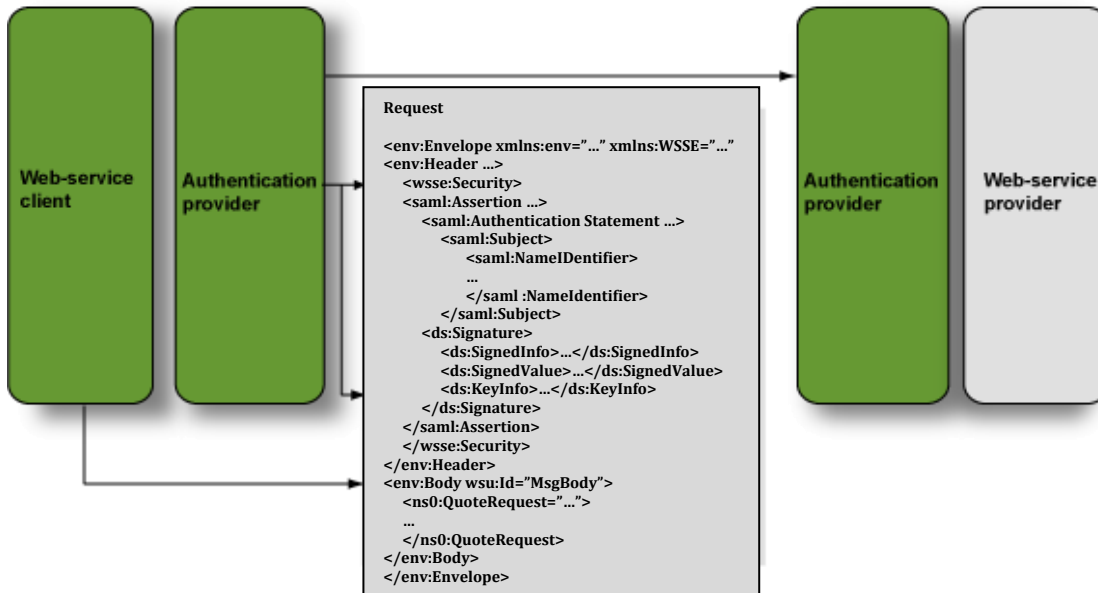 Web-service
client
Authentication
provider
Request
<env:Envelope xmlns:env=”…” xmlns:WSSE=”…”
<env:Header …>
<wsse:Security>
<saml:Assertion …>
<saml:Authentication Statement …>
<saml:Subject>
<saml:NameIDentifier>
…
</saml :NameIdentifier>
</saml:Subject>
<ds:Signature>
<ds:SignedInfo>…</ds:SignedInfo>
<ds:SignedValue>…</ds:SignedValue>
<ds:KeyInfo>…</ds:KeyInfo>
</ds:Signature>
</saml:Assertion>
</wsse:Security>
</env:Header>
<env:Body wsu:Id=”MsgBody”>
<ns0:QuoteRequest=”…”>
…
</ns0:QuoteRequest>
</env:Body>
</env:Envelope>
Authentication
provider
Web-service
provider